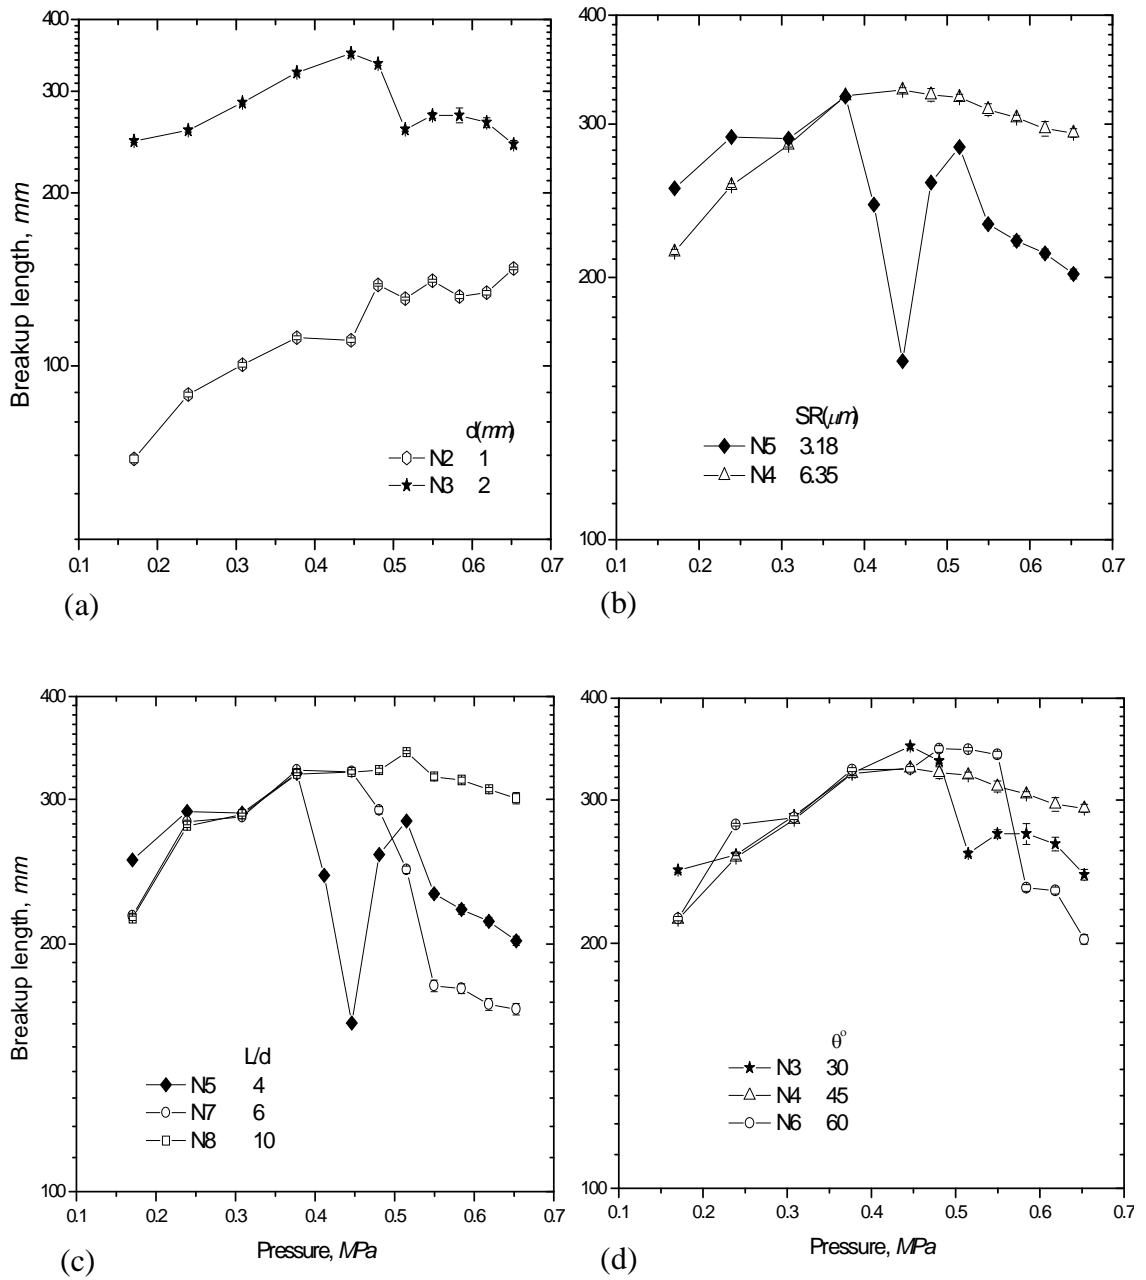 400
300
200
100
Breakup length, mm
d(mm)
N2 1
N3 2
0.1 0.2 0.3 0.4 0.5 0.6 0.7
(a)
400
300
200
100
SR(μm)
N5 3.18
N4 6.35
0.1 0.2 0.3 0.4 0.5 0.6 0.7
(b)
400
300
200
100
Breakup length, mm
L/d
N5 4
N7 6
N8 10
0.1 0.2 0.3 0.4 0.5 0.6 0.7
Pressure, MPa
(c)
400
300
200
100
θ°
N3 30
N4 45
N6 60
0.1 0.2 0.3 0.4 0.5 0.6 0.7
Pressure, MPa
(d)